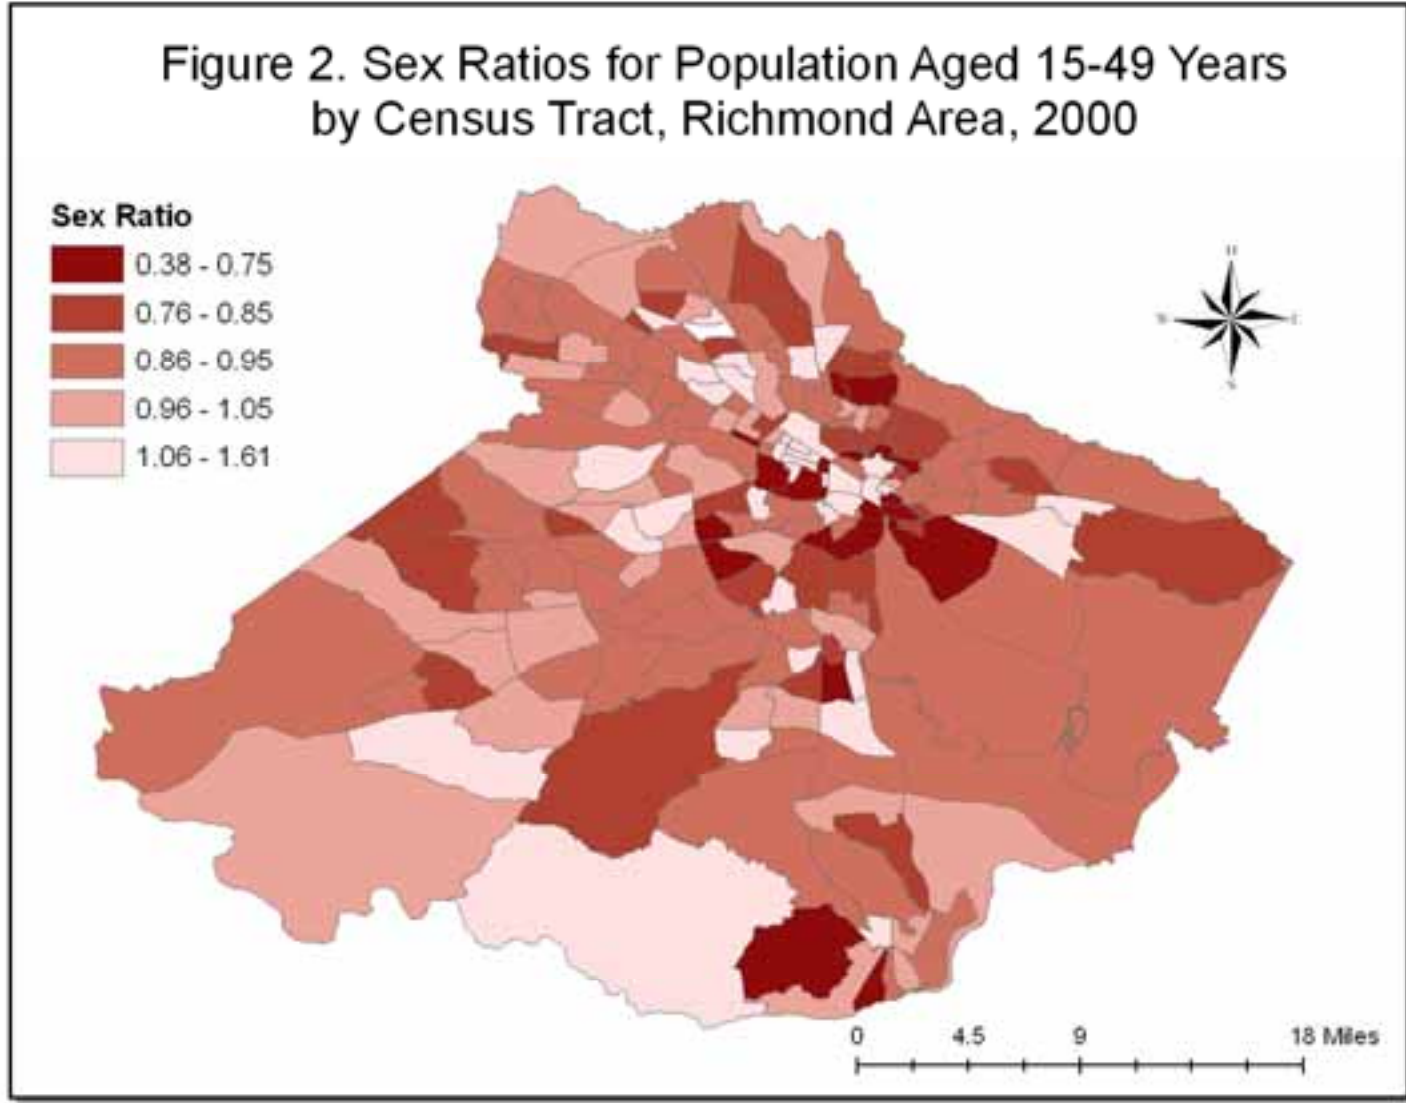 Figure 2. Sex Ratios for Population Aged 15-49 Years
by Census Tract, Richmond Area, 2000
Sex Ratio
0.38 - 0.75
0.76 - 0.85
0.86 - 0.95
0.96 - 1.05
1.06 - 1.61
N
W E
S
0 4.5 9 18 Miles